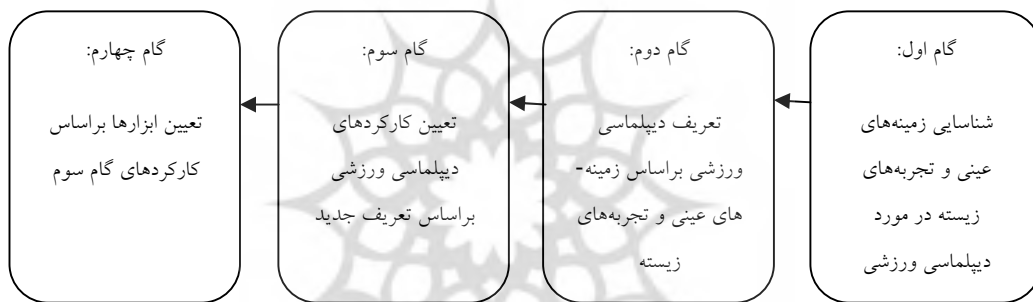 گام اول:
شناسایی زمینه‌های
عینی و تجربه‌های
زیسته در مورد
دیپلماسی ورزشی
گام دوم:
تعریف دیپلماسی
ورزشی براساس زمینه-
های عینی و تجربه‌های
زیسته
گام سوم:
تعیین کارکردهای
دیپلماسی ورزشی
براساس تعریف جدید
گام چهارم:
تعیین ابزارها براساس
کارکردهای گام سوم